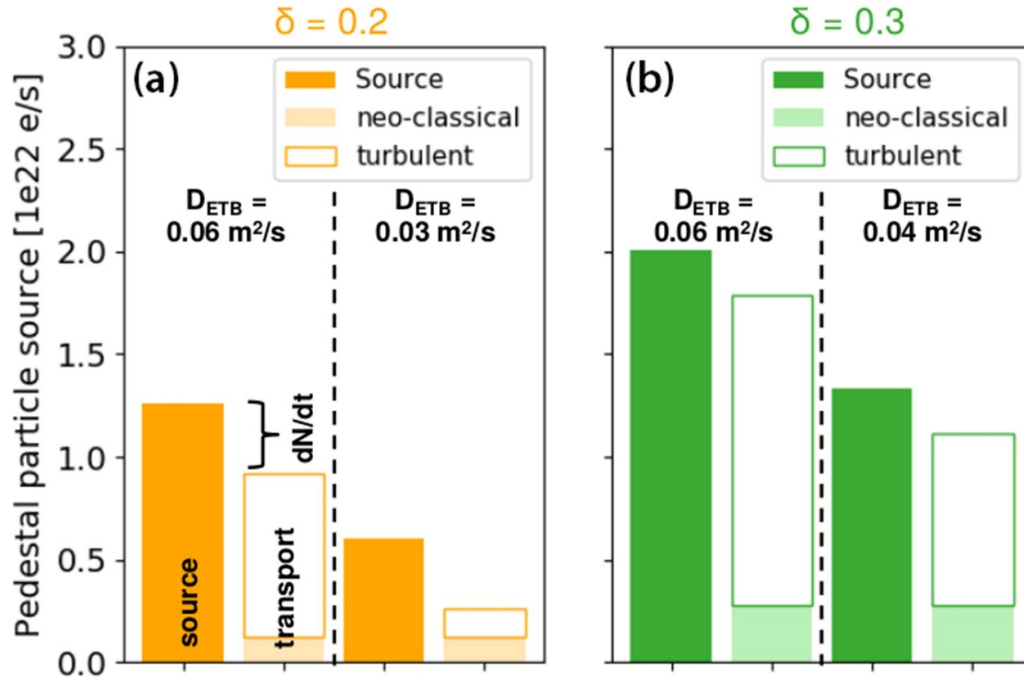 δ = 0.2
δ = 0.3
Pedestal particle source [1e22 e/s]
3.0
2.5
2.0
1.5
1.0
0.5
0.0
(a)
Source
neo-classical
turbulent
D_ETB =
0.06 m²/s
D_ETB =
0.03 m²/s
dN/dt
source
transport
(b)
Source
neo-classical
turbulent
D_ETB =
0.06 m²/s
D_ETB =
0.04 m²/s